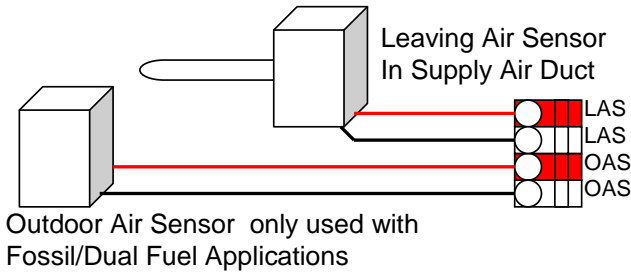 Leaving Air Sensor
In Supply Air Duct
LAS
LAS
OAS
OAS
Outdoor Air Sensor only used with
Fossil/Dual Fuel Applications